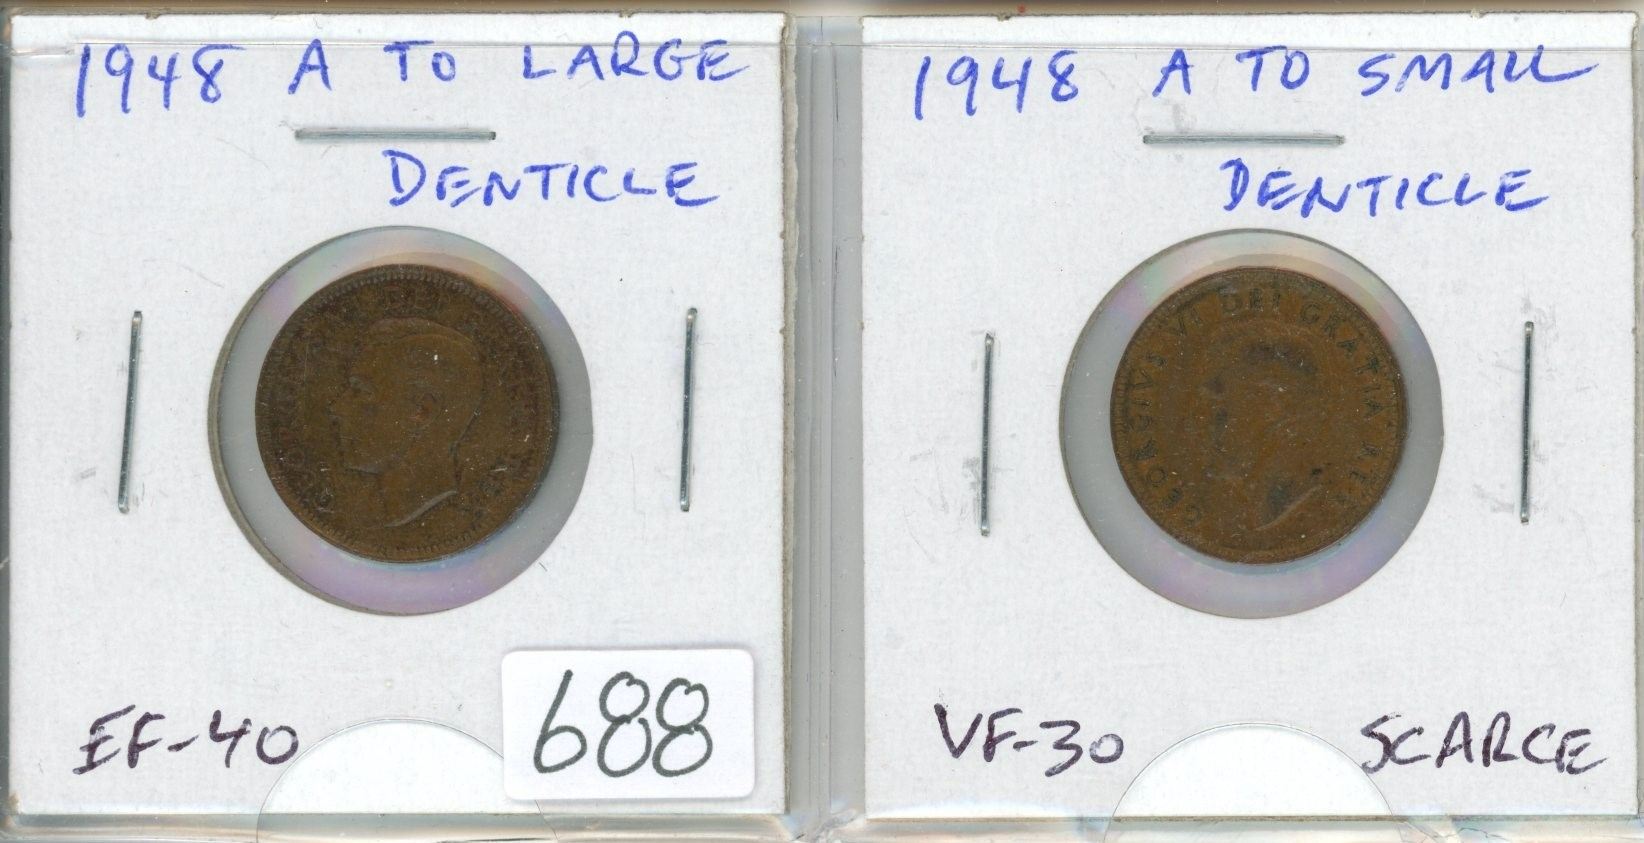 1948 A TO LARGE
DENTICLE
EF-40
688
1948 A TO SMALL
DENTICLE
GEORGIVS VI DEI GRATIA REX
VF-30 SCARCE